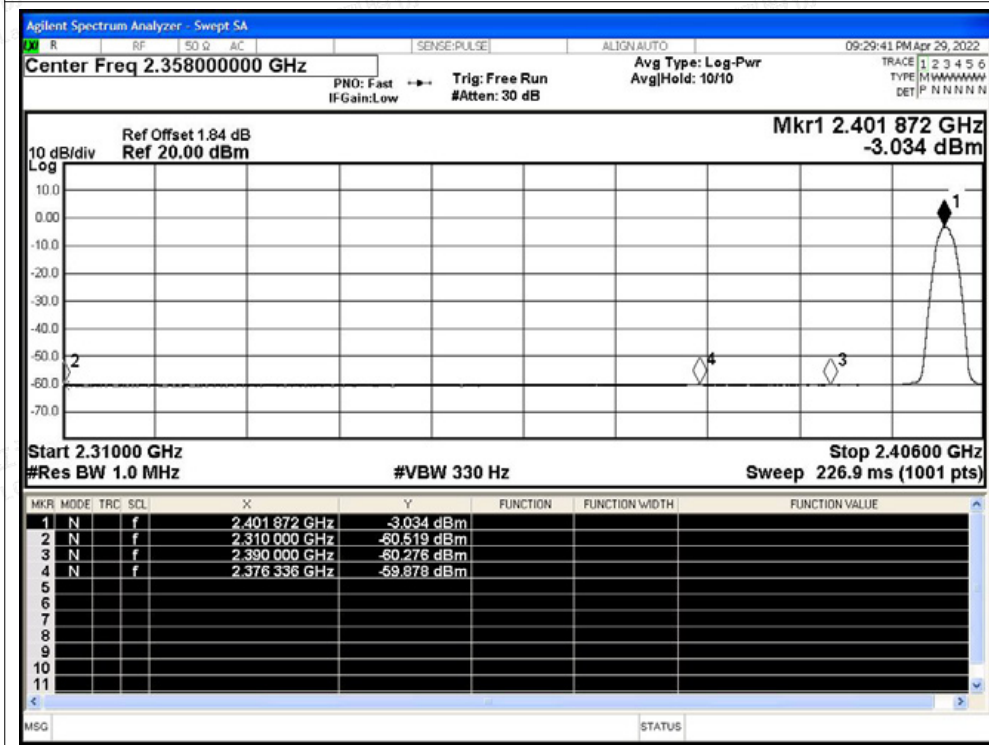 Agilent Spectrum Analyzer - Swept SA
R RF 50 Ω AC SENSE:PULSE ALIGN AUTO 09:29:41 PM Apr 29, 2022
Center Freq 2.358000000 GHz Avg Type: Log-Pwr TRACE 1 2 3 4 5 6
PNO: Fast Trig: Free Run Avg|Hold: 10/10 TYPE M W W W W W
IFGain:Low #Atten: 30 dB DET P N N N N N
Mkr1 2.401 872 GHz
Ref Offset 1.84 dB
10 dB/div Ref 20.00 dBm -3.034 dBm
Log
10.0
1
0.00
-10.0
-20.0
-30.0
-40.0
-50.0
2 4 3
-60.0
-70.0
Start 2.31000 GHz Stop 2.40600 GHz
#Res BW 1.0 MHz #VBW 330 Hz Sweep 226.9 ms (1001 pts)
MKR MODE TRC SCL X Y FUNCTION FUNCTION WIDTH FUNCTION VALUE
1 N f 2.401 872 GHz -3.034 dBm
2 N f 2.310 000 GHz -60.519 dBm
3 N f 2.390 000 GHz -60.276 dBm
4 N f 2.376 336 GHz -59.878 dBm
5
6
7
8
9
10
11
MSG STATUS